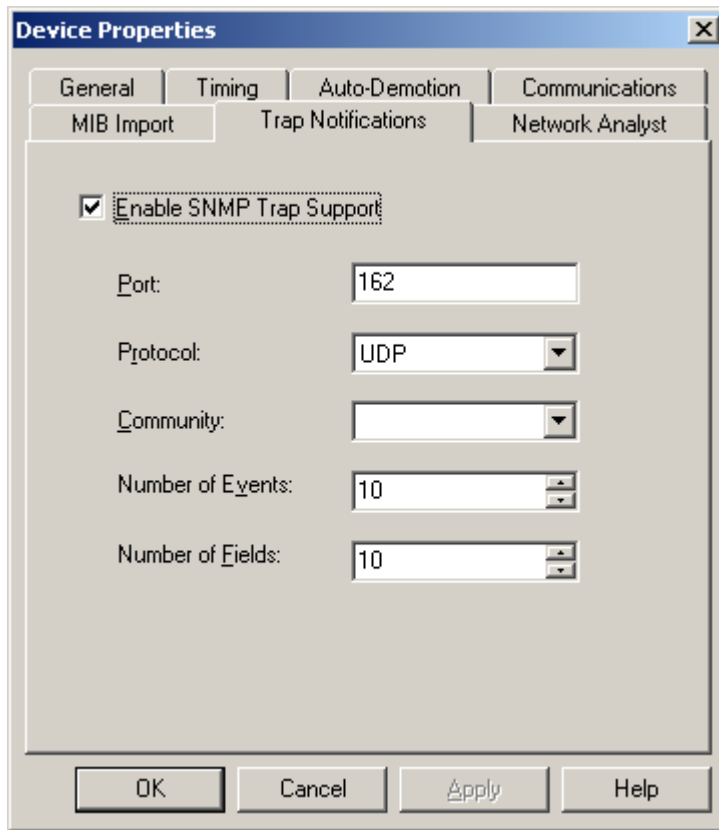 Device Properties
General Timing Auto-Demotion Communications
MIB Import Trap Notifications Network Analyst
Enable SNMP Trap Support
Port: 162
Protocol: UDP
Community:
Number of Events: 10
Number of Fields: 10
OK Cancel Apply Help